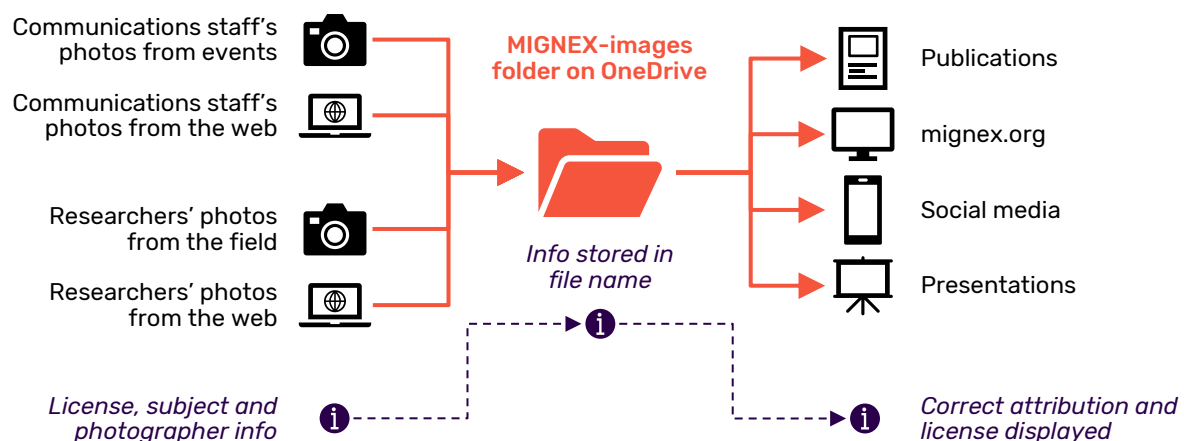 Communications staff’s
photos from events
Communications staff’s
photos from the web
Researchers’ photos
from the field
Researchers’ photos
from the web
License, subject and
photographer info
MIGNEX-images
folder on OneDrive
Info stored in
file name
Publications
mignex.org
Social media
Presentations
Correct attribution and
license displayed